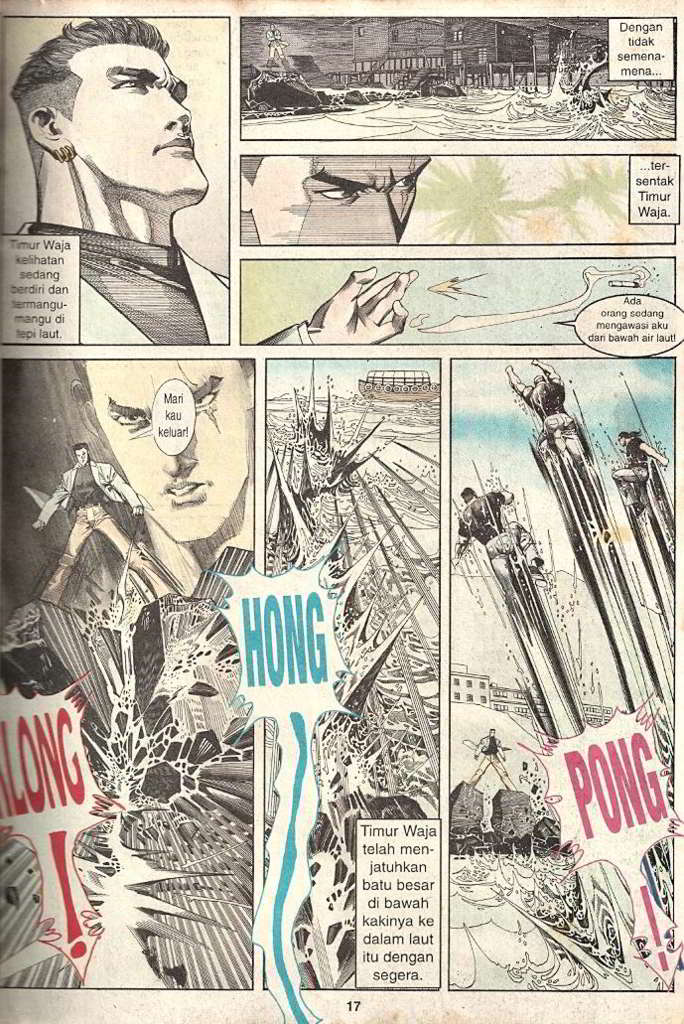 Timur Waja
kelihatan
sedang
berdiri dan
termangu-
mangu di
tepi laut.
Dengan
tidak
semena-
mena...
...ter-
sentak
Timur
Waja.
Ada
orang sedang
mengawasi aku
dari bawah air laut!
Mari
kau
keluar!
LONG
!
HONG
Timur Waja
telah men-
jatuhkan
batu besar
di bawah
kakinya ke
dalam laut
itu dengan
segera.
PONG
!
17